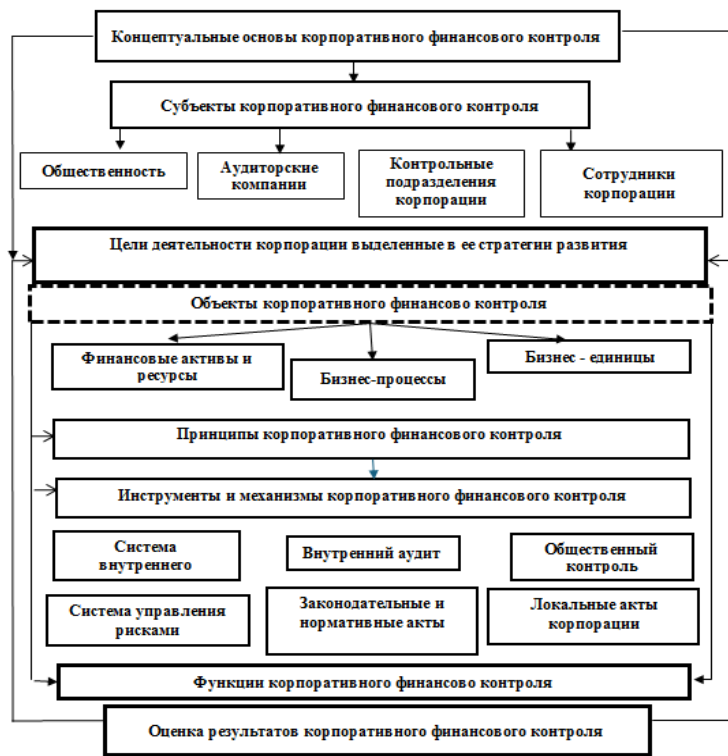 Концептуальные основы корпоративного финансового контроля
Субъекты корпоративного финансового контроля
Общественность
Аудиторские
компании
Контрольные
подразделения
корпорации
Сотрудники
корпорации
Цели деятельности корпорации выделенные в ее стратегии развития
Объекты корпоративного финансово контроля
Финансовые активы и
ресурсы
Бизнес-процессы
Бизнес - единицы
Принципы корпоративного финансового контроля
Инструменты и механизмы корпоративного финансового контроля
Система
внутреннего
Внутренний аудит
Общественный
контроль
Система управления
рисками
Законодательные и
нормативные акты
Локальные акты
корпорации
Функции корпоративного финансово контроля
Оценка результатов корпоративного финансового контроля